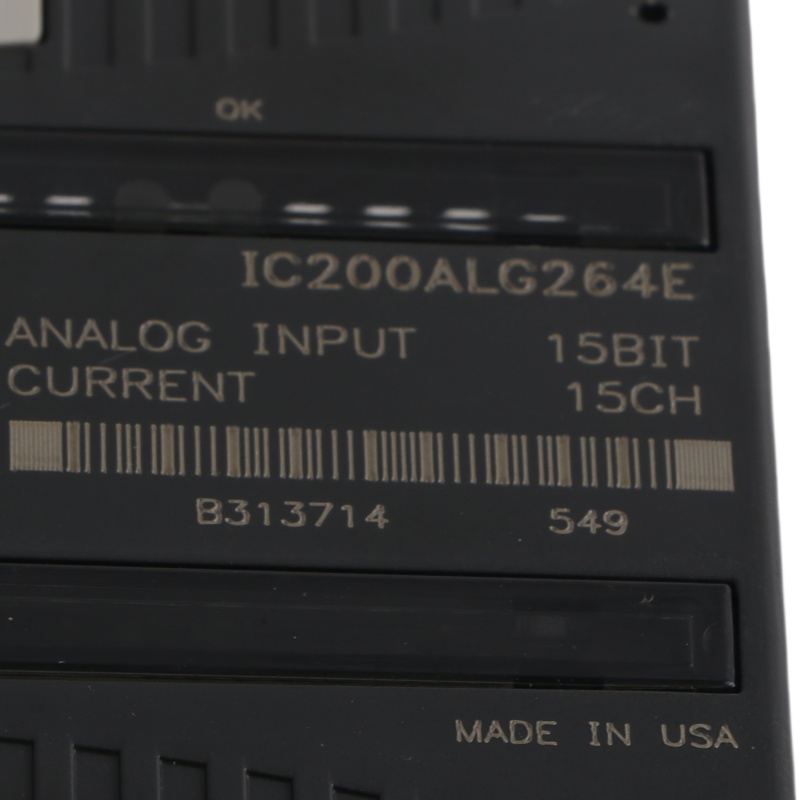 OK
IC200ALG264E
ANALOG INPUT 15BIT
CURRENT 15CH
B313714 549
MADE IN USA